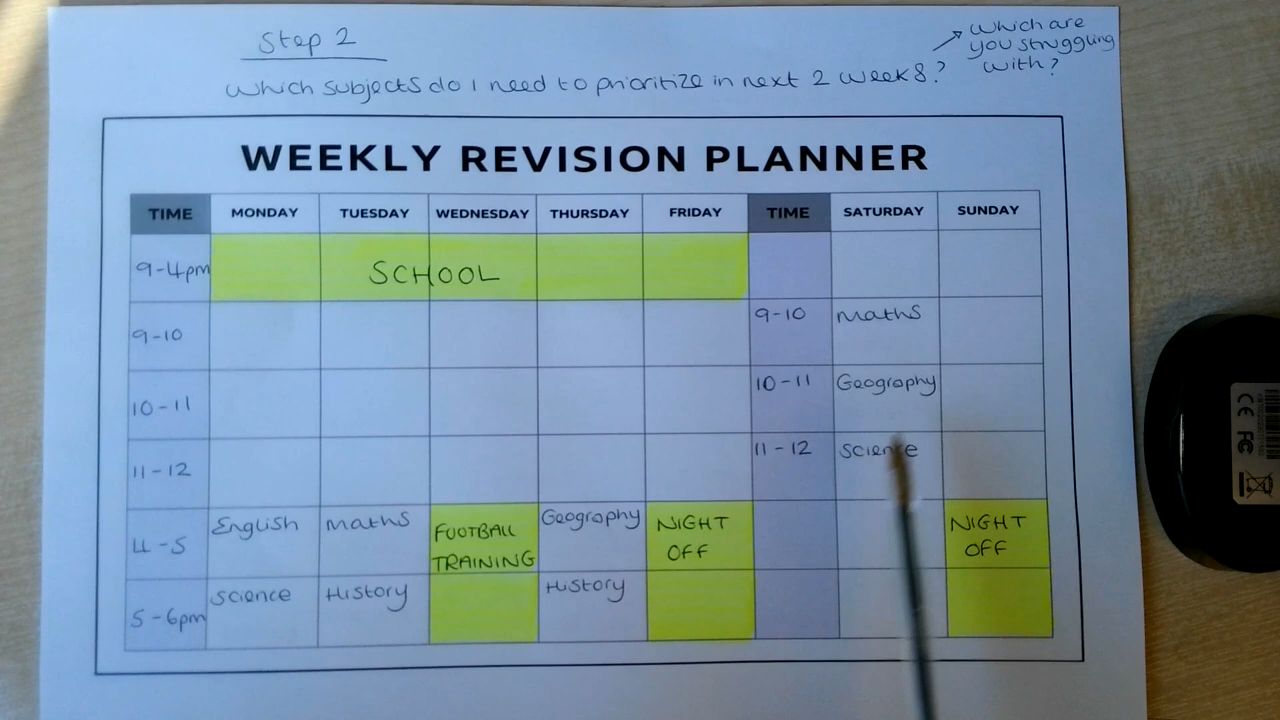 Step 2
Which subjects do I need to prioritize in next 2 weeks?
Which are
you struggling
with?
WEEKLY REVISION PLANNER
TIME MONDAY TUESDAY WEDNESDAY THURSDAY FRIDAY TIME SATURDAY SUNDAY
9-4pm SCHOOL
9-10 9-10 Maths
10-11 10-11 Geography
11-12 11-12 Science
4-5 English Maths FOOTBALL TRAINING Geography NIGHT OFF NIGHT OFF
5-6pm Science History History
CE FC